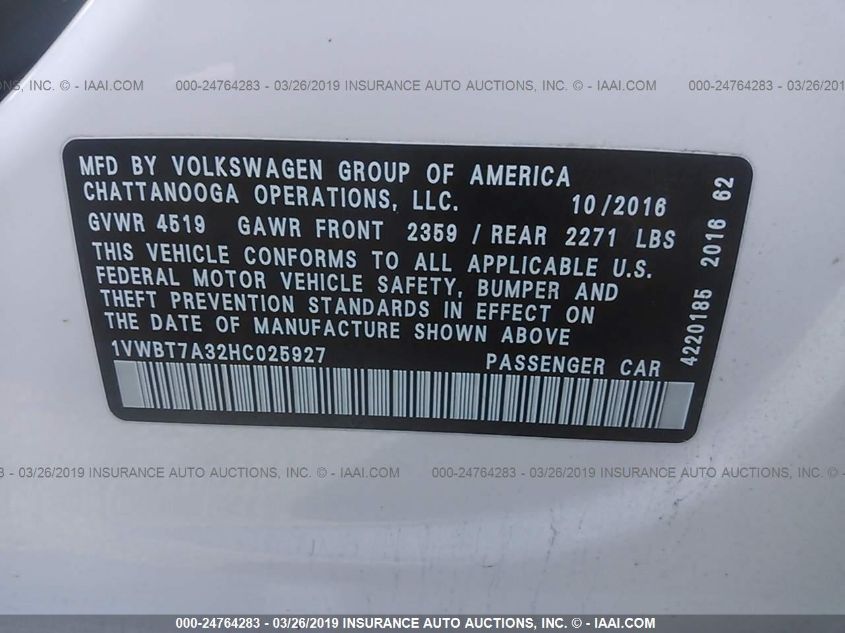 IONS, INC. © - IAAI.COM 000-24764283 - 03/26/2019 INSURANCE AUTO AUCTIONS, INC. © - IAAI.COM 000-24764283 - 03/26/2019 INSURAN
MFD BY VOLKSWAGEN GROUP OF AMERICA
CHATTANOOGA OPERATIONS, LLC. 10/2016
GVWR 4519 GAWR FRONT 2359 / REAR 2271 LBS
THIS VEHICLE CONFORMS TO ALL APPLICABLE U.S.
FEDERAL MOTOR VEHICLE SAFETY, BUMPER AND
THEFT PREVENTION STANDARDS IN EFFECT ON
THE DATE OF MANUFACTURE SHOWN ABOVE
1VWBT7A32HC025927 PASSENGER CAR
4220185 2016 62
/26/2019 INSURANCE AUTO AUCTIONS, INC. © - IAAI.COM 000-24764283 - 03/26/2019 INSURANCE AUTO AUCTIONS, INC. © - IAAI.COM
000-24764283 - 03/26/2019 INSURANCE AUTO AUCTIONS, INC. © - IAAI.COM